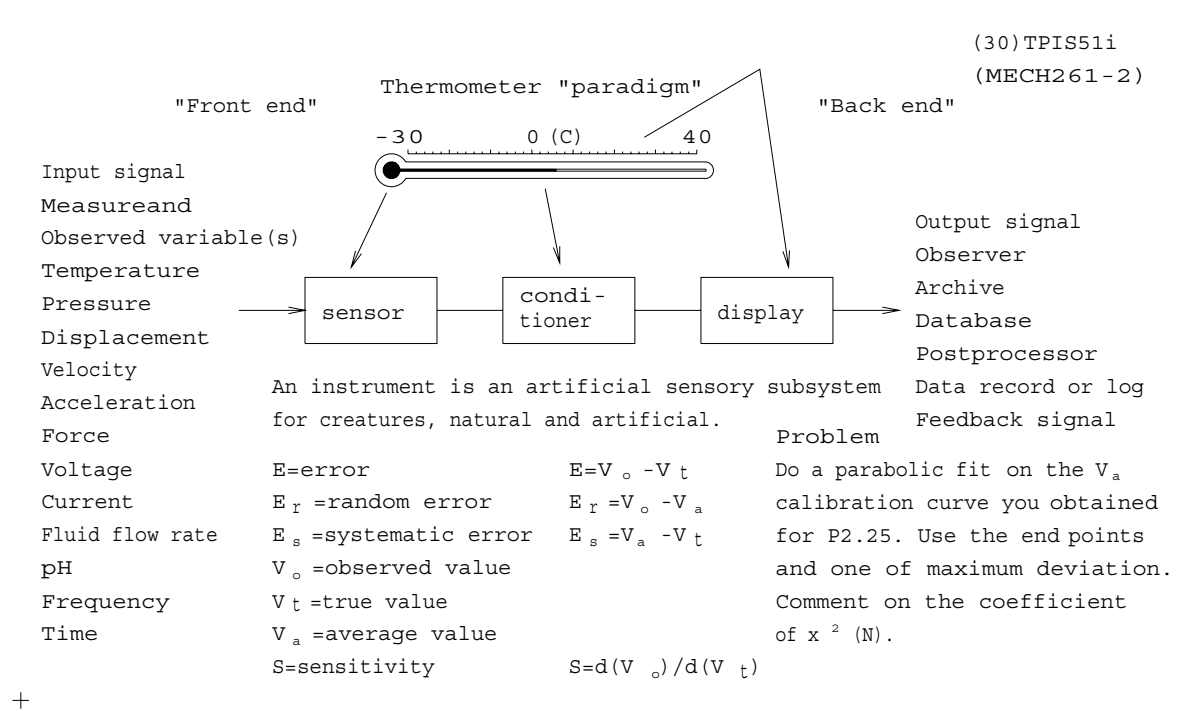 (30)TPIS51i
(MECH261-2)
Thermometer "paradigm"
"Front end"
"Back end"
-30 0 (C) 40
Input signal
Measureand
Observed variable(s)
Temperature
Pressure
Displacement
Velocity
Acceleration
Force
Voltage
Current
Fluid flow rate
pH
Frequency
Time
sensor
condi-
tioner
display
Output signal
Observer
Archive
Database
Postprocessor
Data record or log
Feedback signal
An instrument is an artificial sensory subsystem
for creatures, natural and artificial.
E=error E=V o -V t
E r =random error E r =V o -V a
E s =systematic error E s =V a -V t
V o =observed value
V t =true value
V a =average value
S=sensitivity S=d(V o)/d(V t)
Problem
Do a parabolic fit on the V a
calibration curve you obtained
for P2.25. Use the end points
and one of maximum deviation.
Comment on the coefficient
of x 2 (N).
+